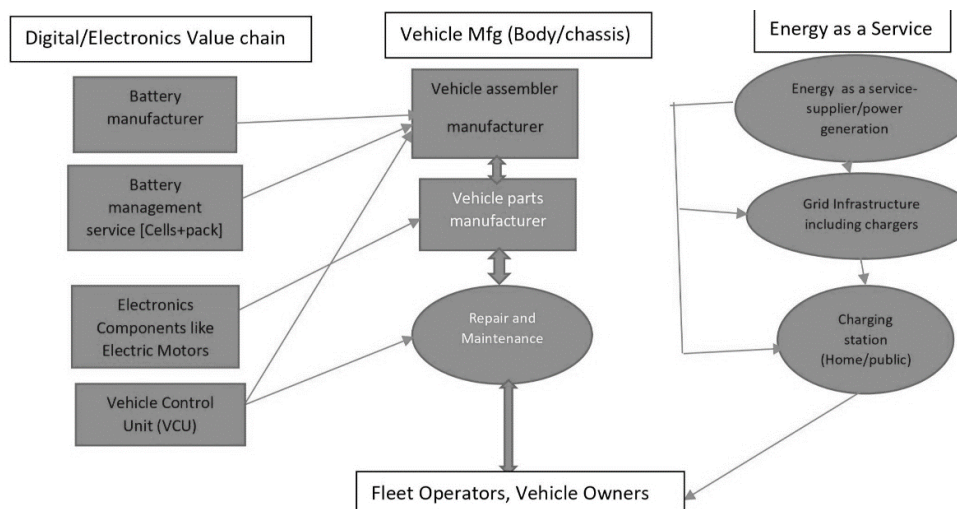 Digital/Electronics Value chain
Battery
manufacturer
Battery
management
service [Cells+pack]
Electronics
Components like
Electric Motors
Vehicle Control
Unit (VCU)
Vehicle Mfg (Body/chassis)
Vehicle assembler
manufacturer
Vehicle parts
manufacturer
Repair and
Maintenance
Energy as a Service
Energy as a service-
supplier/power
generation
Grid Infrastructure
including chargers
Charging
station
(Home/public)
Fleet Operators, Vehicle Owners